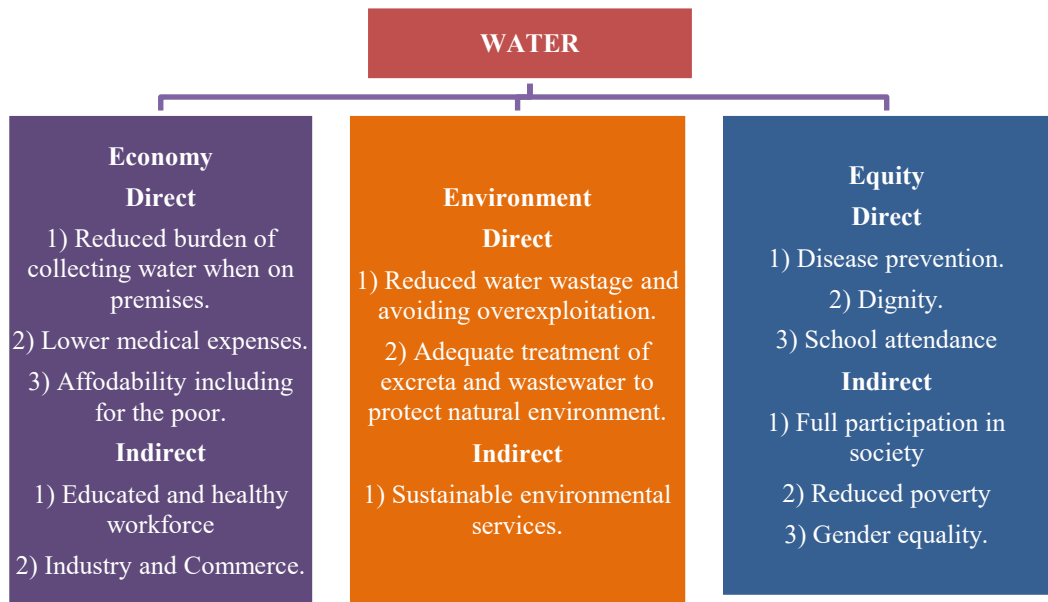 WATER
Economy
Direct
1) Reduced burden of
collecting water when on
premises.
2) Lower medical expenses.
3) Affodability including
for the poor.
Indirect
1) Educated and healthy
workforce
2) Industry and Commerce.
Environment
Direct
1) Reduced water wastage and
avoiding overexploitation.
2) Adequate treatment of
excreta and wastewater to
protect natural environment.
Indirect
1) Sustainable environmental
services.
Equity
Direct
1) Disease prevention.
2) Dignity.
3) School attendance
Indirect
1) Full participation in
society
2) Reduced poverty
3) Gender equality.